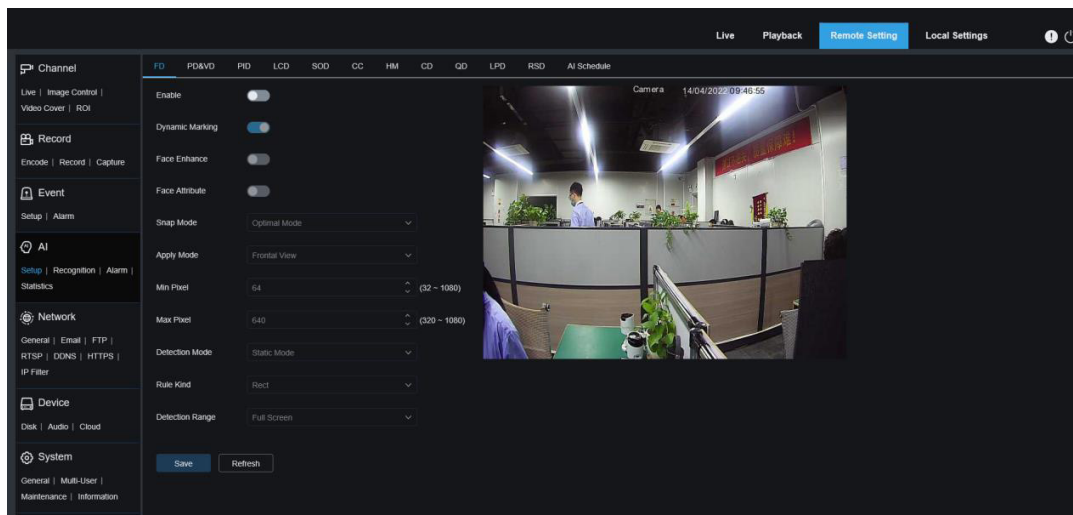 Live Playback Remote Setting Local Settings
Channel
Live | Image Control |
Video Cover | ROI
Record
Encode | Record | Capture
Event
Setup | Alarm
AI
Setup | Recognition | Alarm |
Statistics
Network
General | Email | FTP |
RTSP | DDNS | HTTPS |
IP Filter
Device
Disk | Audio | Cloud
System
General | Multi-User |
Maintenance | Information
FD PD&VD PID LCD SOD CC HM CD QD LPD RSD AI Schedule
Enable
Dynamic Marking
Face Enhance
Face Attribute
Snap Mode Optimal Mode
Apply Mode Frontal View
Min Pixel 64 (32 ~ 1080)
Max Pixel 640 (320 ~ 1080)
Detection Mode Static Mode
Rule Kind Rect
Detection Range Full Screen
Save Refresh
Camera 14/04/2022 09:46:55